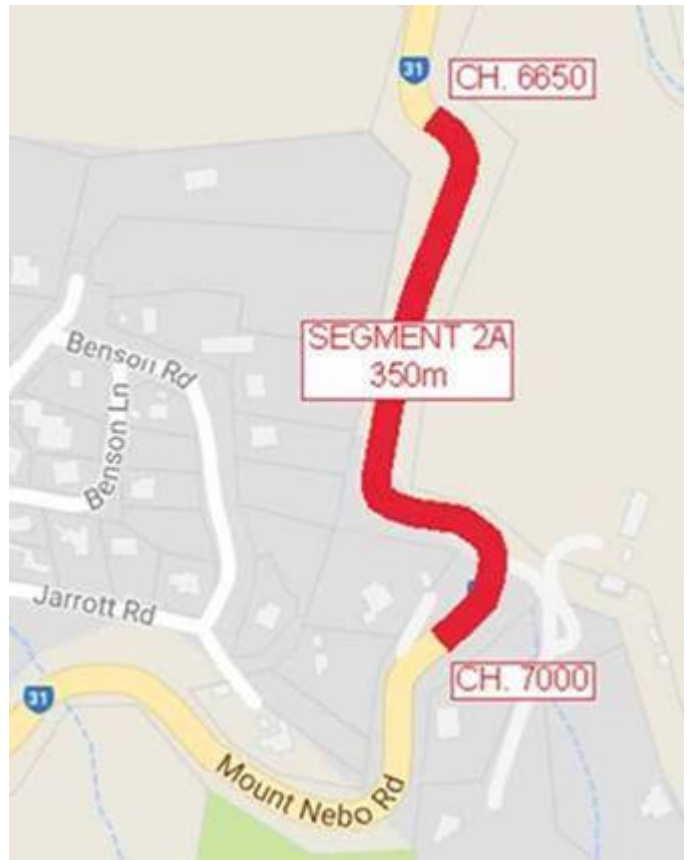 31
CH. 6650
SEGMENT 2A
350m
Benson Rd
Benson Ln
Jarrott Rd
CH. 7000
31
Mount Nebo Rd